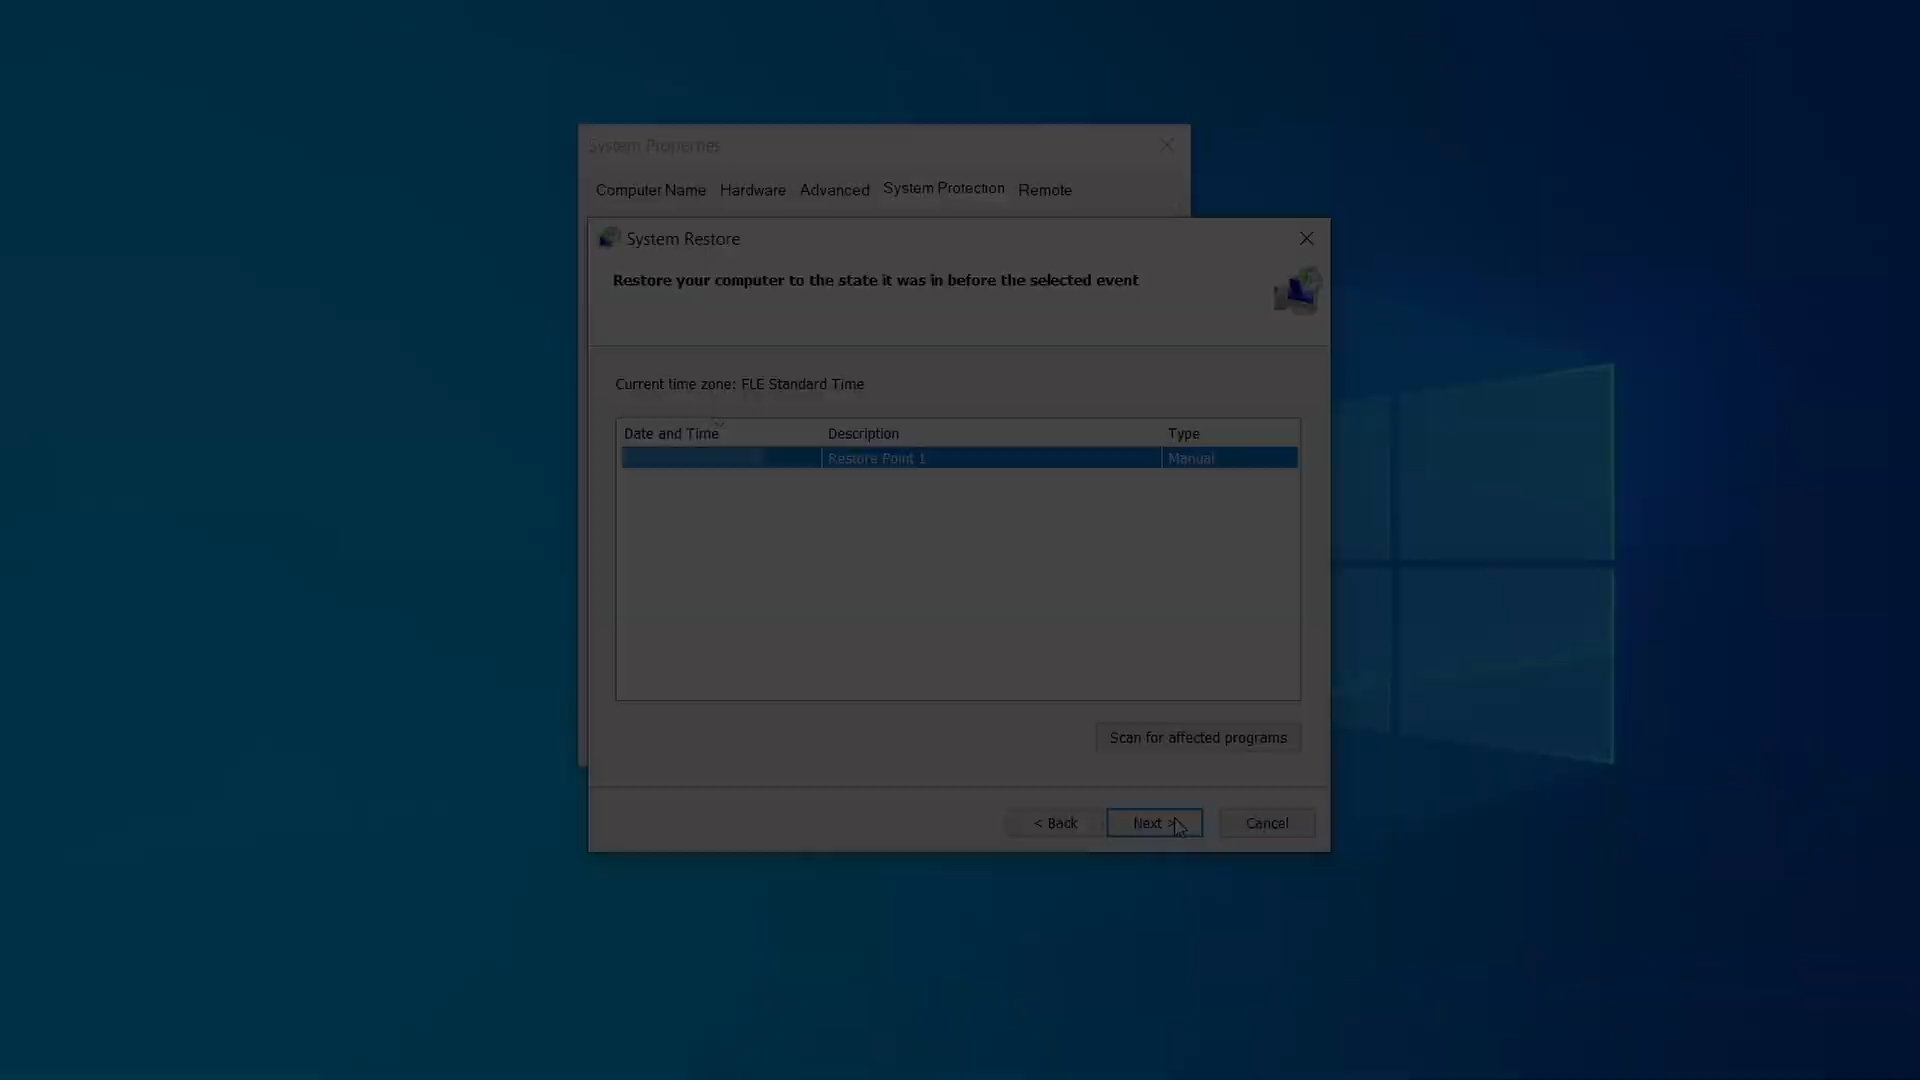 System Properties
Computer Name Hardware Advanced System Protection Remote
System Restore
Restore your computer to the state it was in before the selected event
Current time zone: FLE Standard Time
Date and Time Description Type
Restore Point 1 Manual
Scan for affected programs
< Back Next > Cancel